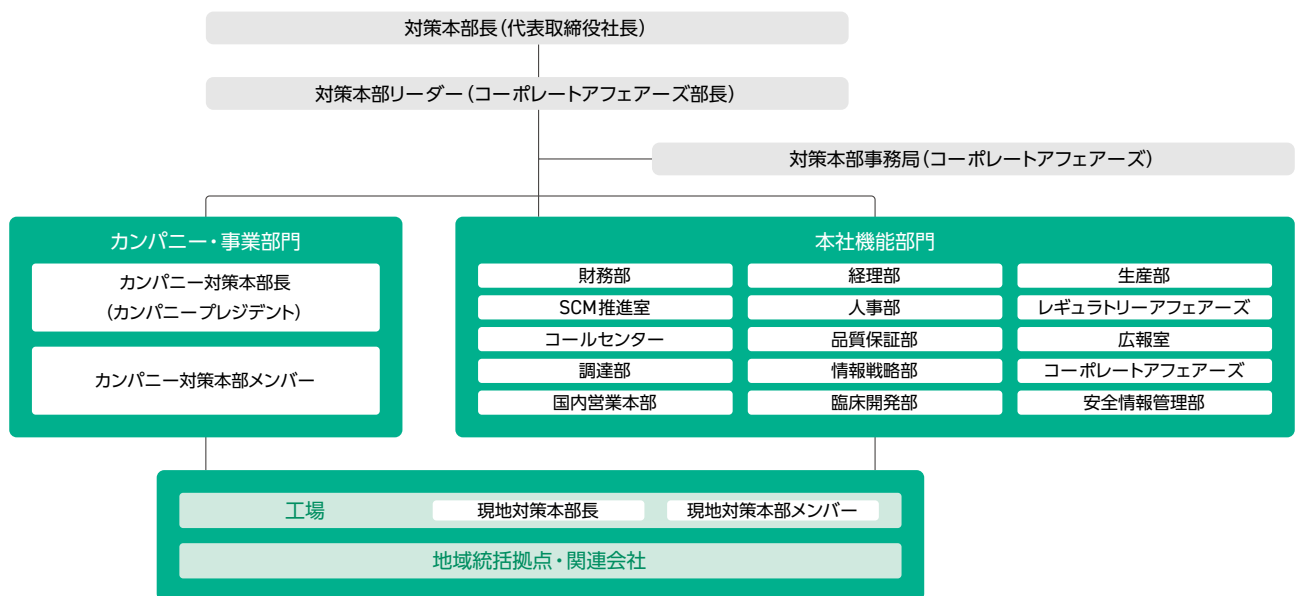 対策本部長（代表取締役社長）
対策本部リーダー（コーポレートアフェアーズ部長）
対策本部事務局（コーポレートアフェアーズ）
カンパニー・事業部門
カンパニー対策本部長
（カンパニープレジデント）
カンパニー対策本部メンバー
本社機能部門
財務部
経理部
生産部
SCM推進室
人事部
レギュラトリーアフェアーズ
コールセンター
品質保証部
広報室
調達部
情報戦略部
コーポレートアフェアーズ
国内営業本部
臨床開発部
安全情報管理部
工場
現地対策本部長
現地対策本部メンバー
地域統括拠点・関連会社